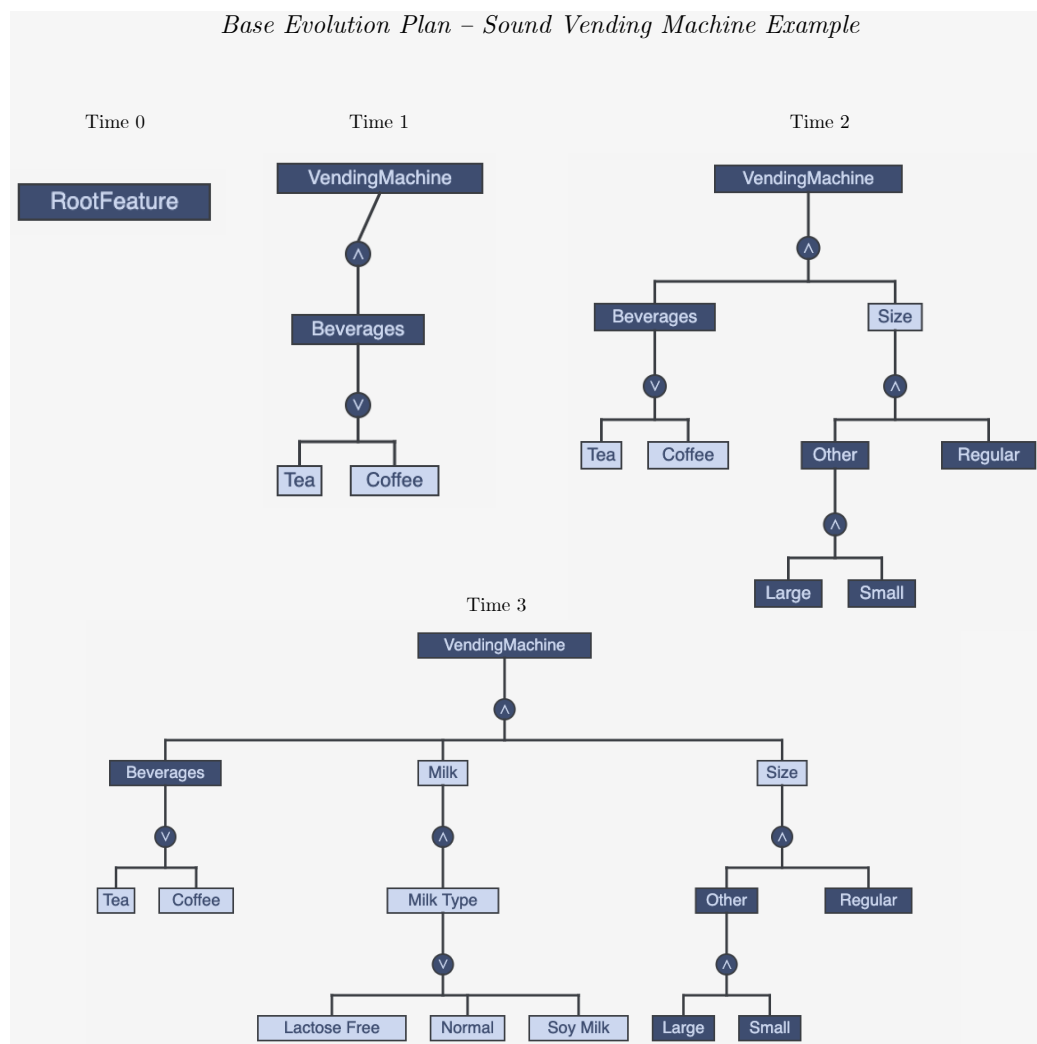 Base Evolution Plan – Sound Vending Machine Example
Time 0
Time 1
Time 2
RootFeature
VendingMachine
∧
Beverages
∨
Tea
Coffee
VendingMachine
∧
Beverages
Size
∨
∧
Tea
Coffee
Other
Regular
∧
Large
Small
Time 3
VendingMachine
∧
Beverages
Milk
Size
∨
∧
∧
Tea
Coffee
Milk Type
Other
Regular
∨
∧
Lactose Free
Normal
Soy Milk
Large
Small